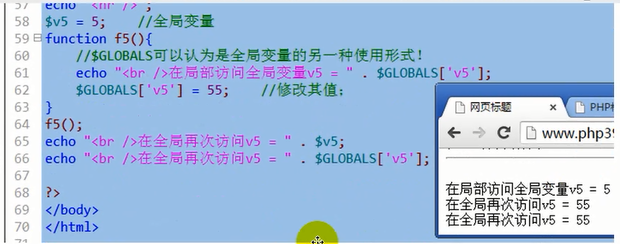 57 echo "<hr />";
58 $v5 = 5; //全局变量
59 function f5(){
60 //$GLOBALS可以认为是全局变量的另一种使用形式！
61 echo "<br />在局部访问全局变量v5 = " . $GLOBALS['v5'];
62 $GLOBALS['v5'] = 55; //修改其值；
63 }
64 f5();
65 echo "<br />在全局再次访问v5 = " . $v5;
66 echo "<br />在全局再次访问v5 = " . $GLOBALS['v5'];
67
68 ?>
69 </body>
70 </html>
71
网页标题 × PHP
www.php39
在局部访问全局变量v5 = 5
在全局再次访问v5 = 55
在全局再次访问v5 = 55